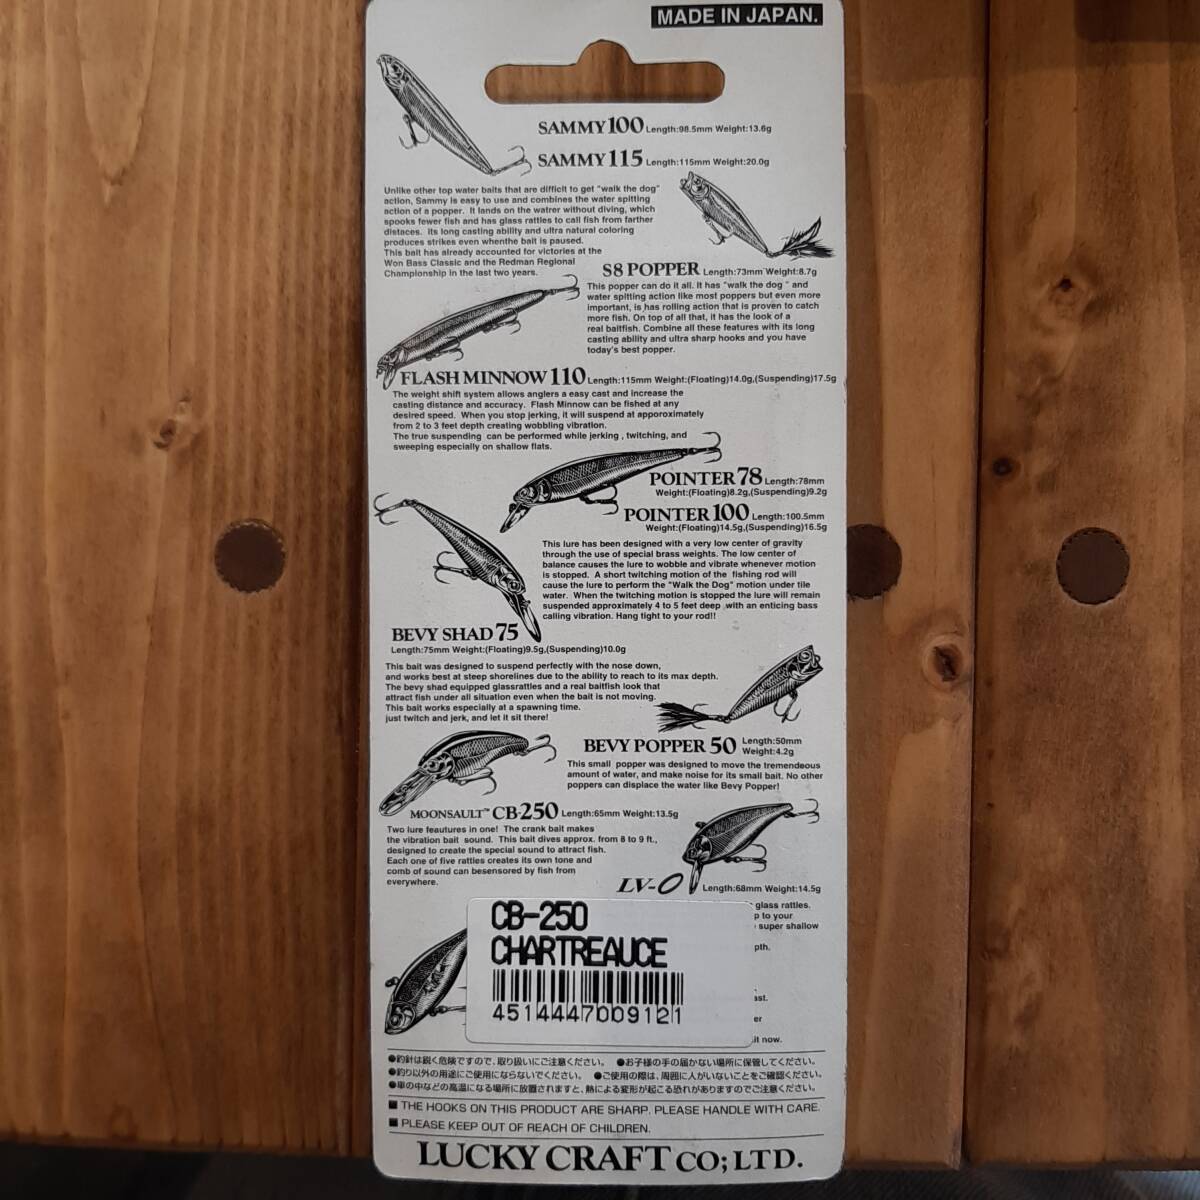 MADE IN JAPAN.
SAMMY 100 Length:98.5mm Weight:13.6g
SAMMY 115 Length:115mm Weight:20.0g
Unlike other top water baits that are difficlt to get "walk the dog"
action, Sammy is easy to use and combines the water spitting
action of a popper. It lands on the watrer without diving, which
spooks fewer fish and has glass rattles to call fish from farther
distaces. Its long casting ability and ultra natural coloring
produces strikes even whenthe bait is paused.
This bait has already accounted for victories at the
Won Bass Classic and the Redman Regional
Championship in the last two years.
S8 POPPER Length:73mm Weight:8.7g
This popper can do it all. It has "walk the dog " and
water spitting action like most poppers but even more
important, is has rolling action that is proven to catch
more fish. On top of all that, it has the look of a
real baitfish. Combine all these features with its long
casting ability and ultra sharp hooks and you have
today's best popper.
FLASH MINNOW 110 Length:115mm Weight:(Floating)14.0g,(Suspending)17.5g
The weight shift system allows anglers a easy cast and increase the
casting distance and accuracy. Flash Minnow can be fished at any
desired speed. When you stop jerking, it will suspend at apporoximately
from 2 to 3 feet depth creating wobbling vibration.
The true suspending can be performed while jerking , twitching, and
sweeping especially on shallow flats.
POINTER 78 Length:78mm
Weight:(Floating)8.2g,(Suspending)9.2g
POINTER 100 Length:100.5mm
Weight:(Floating)14.5g,(Suspending)16.5g
This lure has been designed with a very low center of gravity
through the use of special brass weights. The low center of
balance causes the lure to wobble and vibrate whenever motion
is stopped. A short twitching motion of the fishing rod will
cause the lure to perform the "Walk the Dog" motion under tile
water. When the twitching motion is stopped the lure will remain
suspended approximately 4 to 5 feet deep with an enticing bass
calling vibration. Hang tight to your rod!!
BEVY SHAD 75
Length:75mm Weight:(Floating)9.5g,(Suspending)10.0g
This bait was designed to suspend perfectly with the nose down,
and works best at steep shorelines due to the ability to reach to its max depth.
The bevy shad equipped glassrattles and a real baitfish look that
attract fish under all situation even when the bait is not moving.
This bait works especially at a spawning time.
just twitch and jerk, and let it sit there!
BEVY POPPER 50 Length:50mm
Weight:4.2g
This small popper was designed to move the tremendeous
amount of water, and make noise for its small bait. No other
poppers can displace the water like Bevy Popper!
MOONSAULT™ CB-250 Length:65mm Weight:13.5g
Two lure feautures in one! The crank bait makes
the vibration bait sound. This bait dives approx. from 8 to 9 ft.,
designed to create the special sound to attract fish.
Each one of five rattles creates its own tone and
comb of sound can besensored by fish from
everywhere.
LV-0 Length:68mm Weight:14.5g
glass rattles.
p to your
super shallow
pth.
ast.
er
it now.
CB-250
CHARTREAUCE
4514447009121
●釣針は鋭く危険ですので、取り扱いにご注意ください。 ●お子様の手の届かない場所に保管してください。
●釣り以外の用途にご使用にならないでください。 ●ご使用の際は、周囲に人がいないことをご確認ください。
●車の中などの高温になる場所に放置されますと、熱による変形が起こる恐れがありますのでご注意ください。
■ THE HOOKS ON THIS PRODUCT ARE SHARP. PLEASE HANDLE WITH CARE.
■ PLEASE KEEP OUT OF REACH OF CHILDREN.
LUCKY CRAFT CO;LTD.